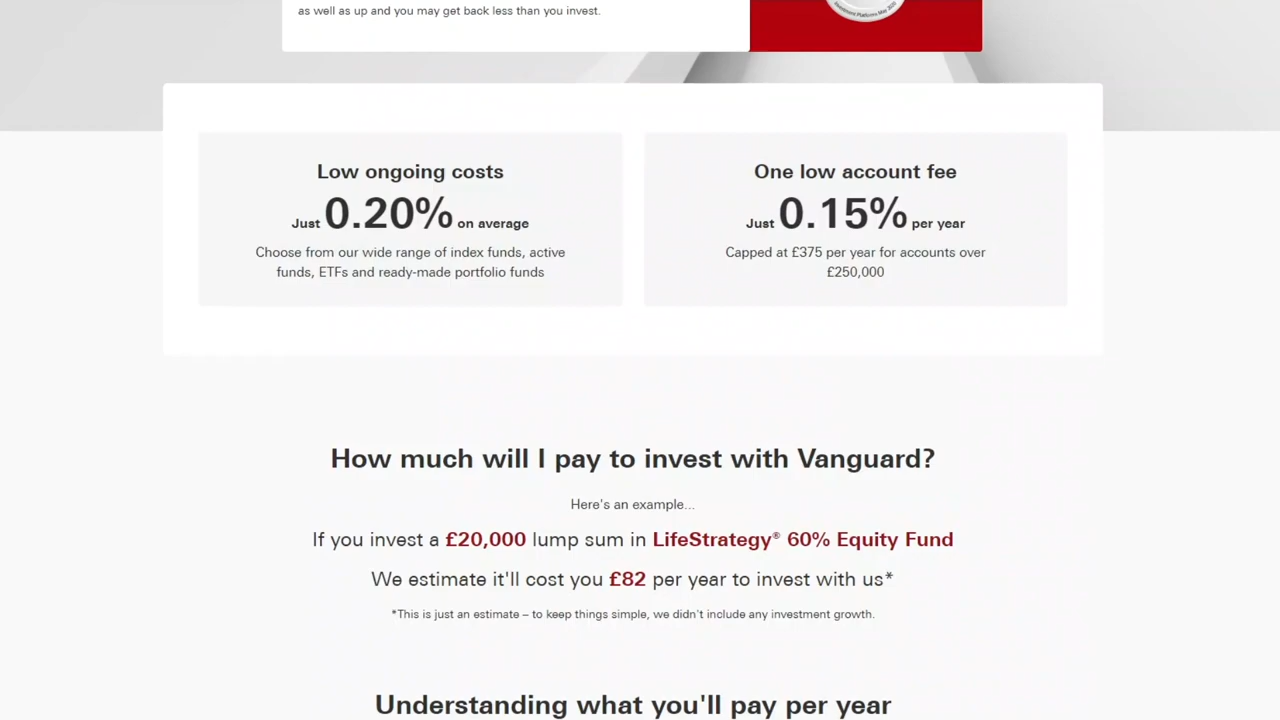 as well as up and you may get back less than you invest.
Investment Platforms May 2020
Low ongoing costs
Just 0.20% on average
Choose from our wide range of index funds, active
funds, ETFs and ready-made portfolio funds
One low account fee
Just 0.15% per year
Capped at £375 per year for accounts over
£250,000
How much will I pay to invest with Vanguard?
Here's an example...
If you invest a £20,000 lump sum in LifeStrategy® 60% Equity Fund
We estimate it'll cost you £82 per year to invest with us*
*This is just an estimate – to keep things simple, we didn't include any investment growth.
Understanding what you'll pay per year